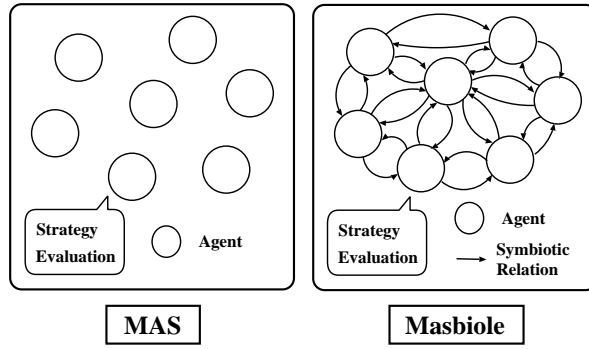 Strategy
Evaluation
Agent
MAS
Strategy
Evaluation
Agent
Symbiotic
Relation
Masbiole